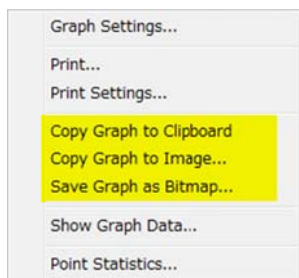 Graph Settings...
Print...
Print Settings...
Copy Graph to Clipboard
Copy Graph to Image...
Save Graph as Bitmap...
Show Graph Data...
Point Statistics...